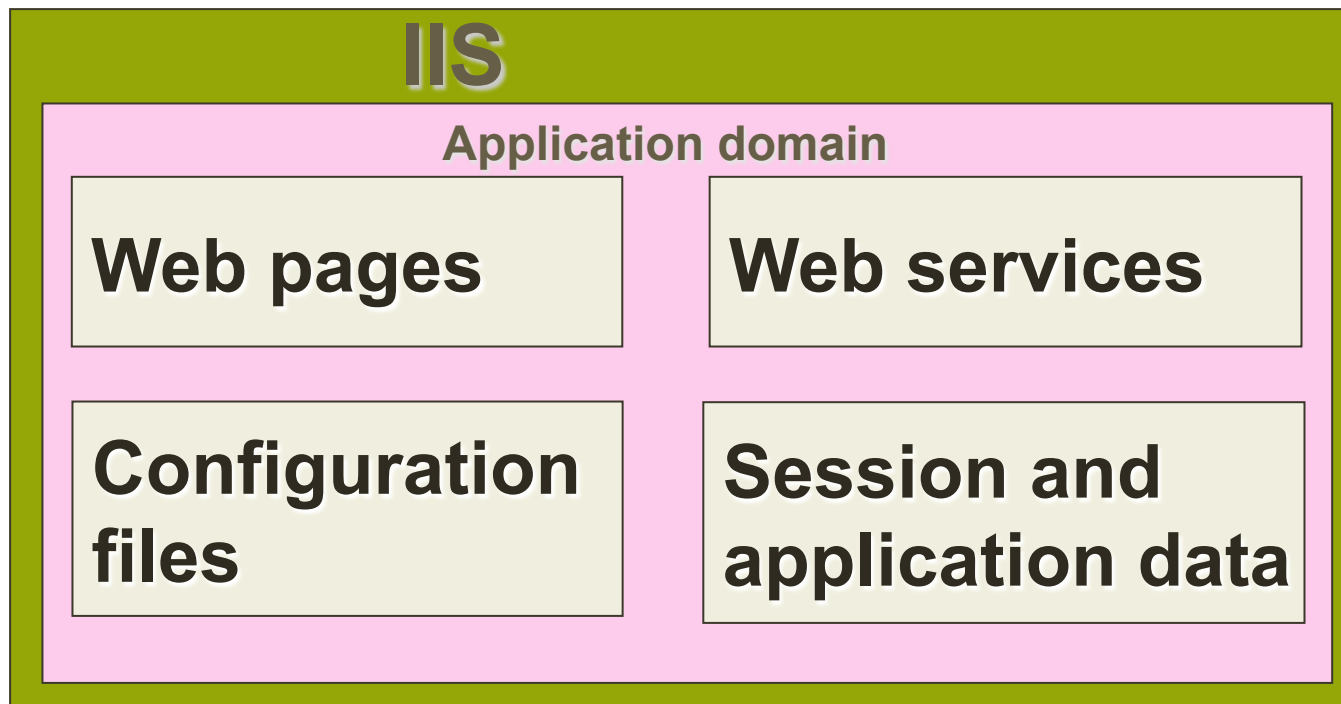 IIS
Application domain
Web pages
Web services
Configuration
files
Session and
application data